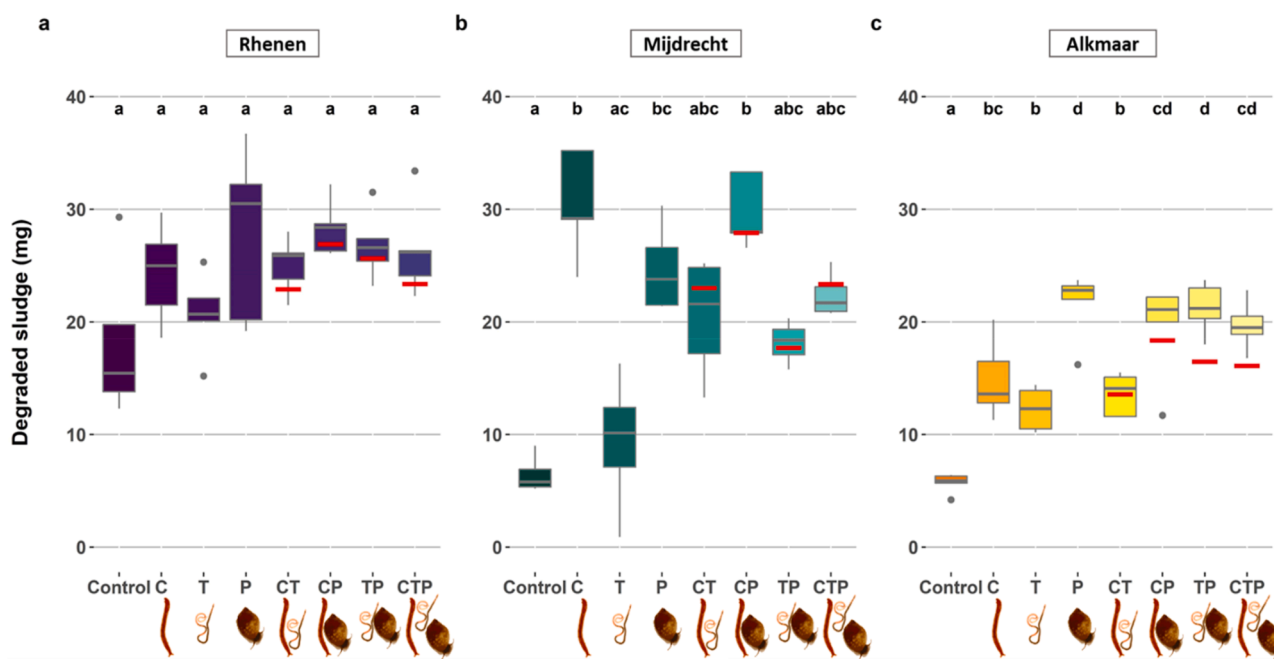 a
Rhenen
b
Mijdrecht
c
Alkmaar
Degraded sludge (mg)
40
30
20
10
0
a a a a a a a a
Control C T P CT CP TP CTP
40
30
20
10
0
a b ac bc abc b abc abc
Control C T P CT CP TP CTP
40
30
20
10
0
a bc b d b cd d cd
Control C T P CT CP TP CTP